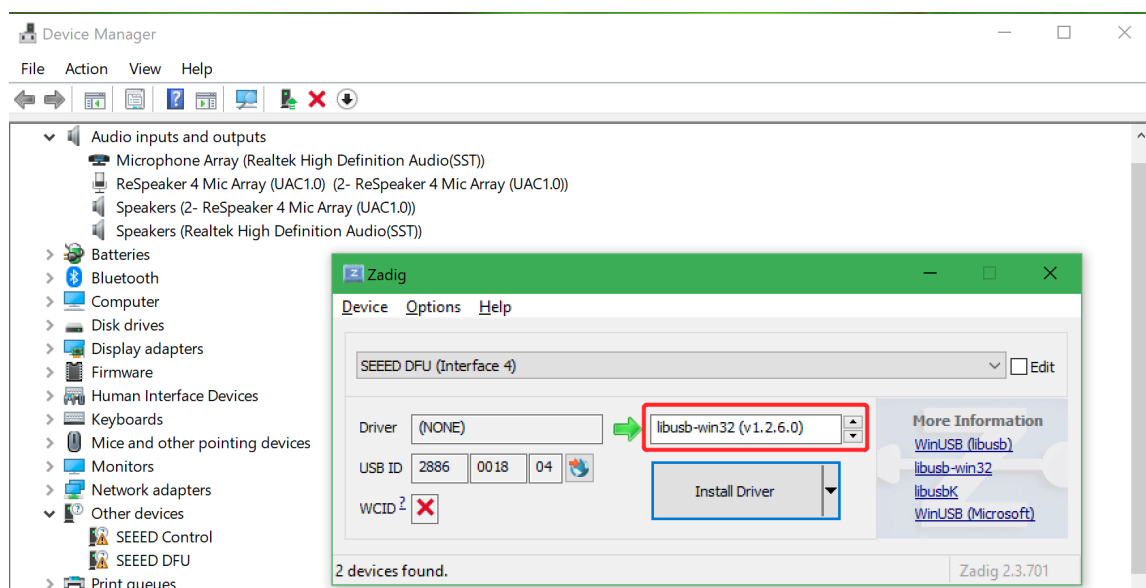 Device Manager
File Action View Help
Audio inputs and outputs
Microphone Array (Realtek High Definition Audio(SST))
ReSpeaker 4 Mic Array (UAC1.0) (2- ReSpeaker 4 Mic Array (UAC1.0))
Speakers (2- ReSpeaker 4 Mic Array (UAC1.0))
Speakers (Realtek High Definition Audio(SST))
Batteries
Bluetooth
Computer
Disk drives
Display adapters
Firmware
Human Interface Devices
Keyboards
Mice and other pointing devices
Monitors
Network adapters
Other devices
SEEED Control
SEEED DFU
Print queues
Zadig
Device Options Help
SEEED DFU (Interface 4)
Edit
Driver (NONE) libusb-win32 (v1.2.6.0)
USB ID 2886 0018 04
WCID ?
Install Driver
More Information
WinUSB (libusb)
libusb-win32
libusbK
WinUSB (Microsoft)
2 devices found.
Zadig 2.3.701